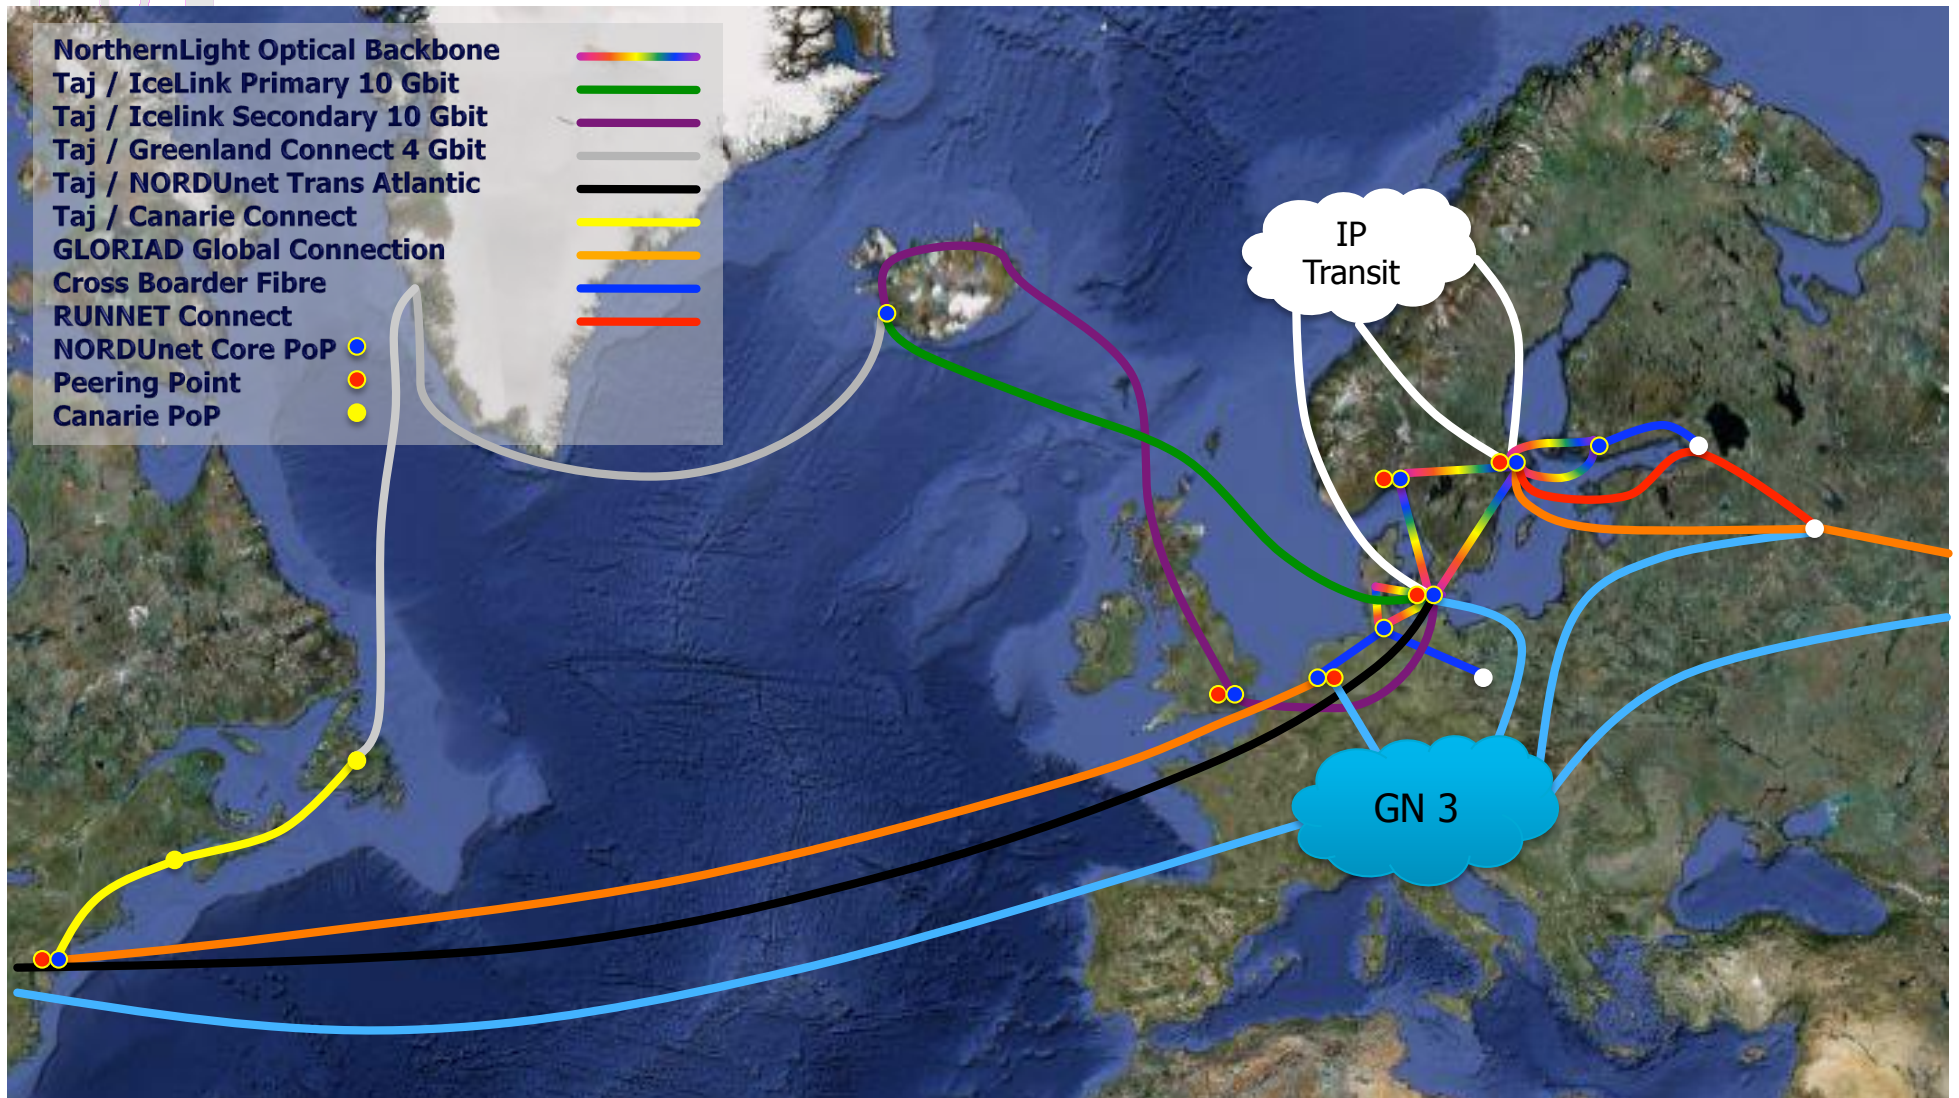 NorthernLight Optical Backbone
Taj / IceLink Primary 10 Gbit
Taj / Icelink Secondary 10 Gbit
Taj / Greenland Connect 4 Gbit
Taj / NORDUnet Trans Atlantic
Taj / Canarie Connect
GLORIAD Global Connection
Cross Boarder Fibre
RUNNET Connect
NORDUnet Core PoP
Peering Point
Canarie PoP
IP
Transit
GN 3